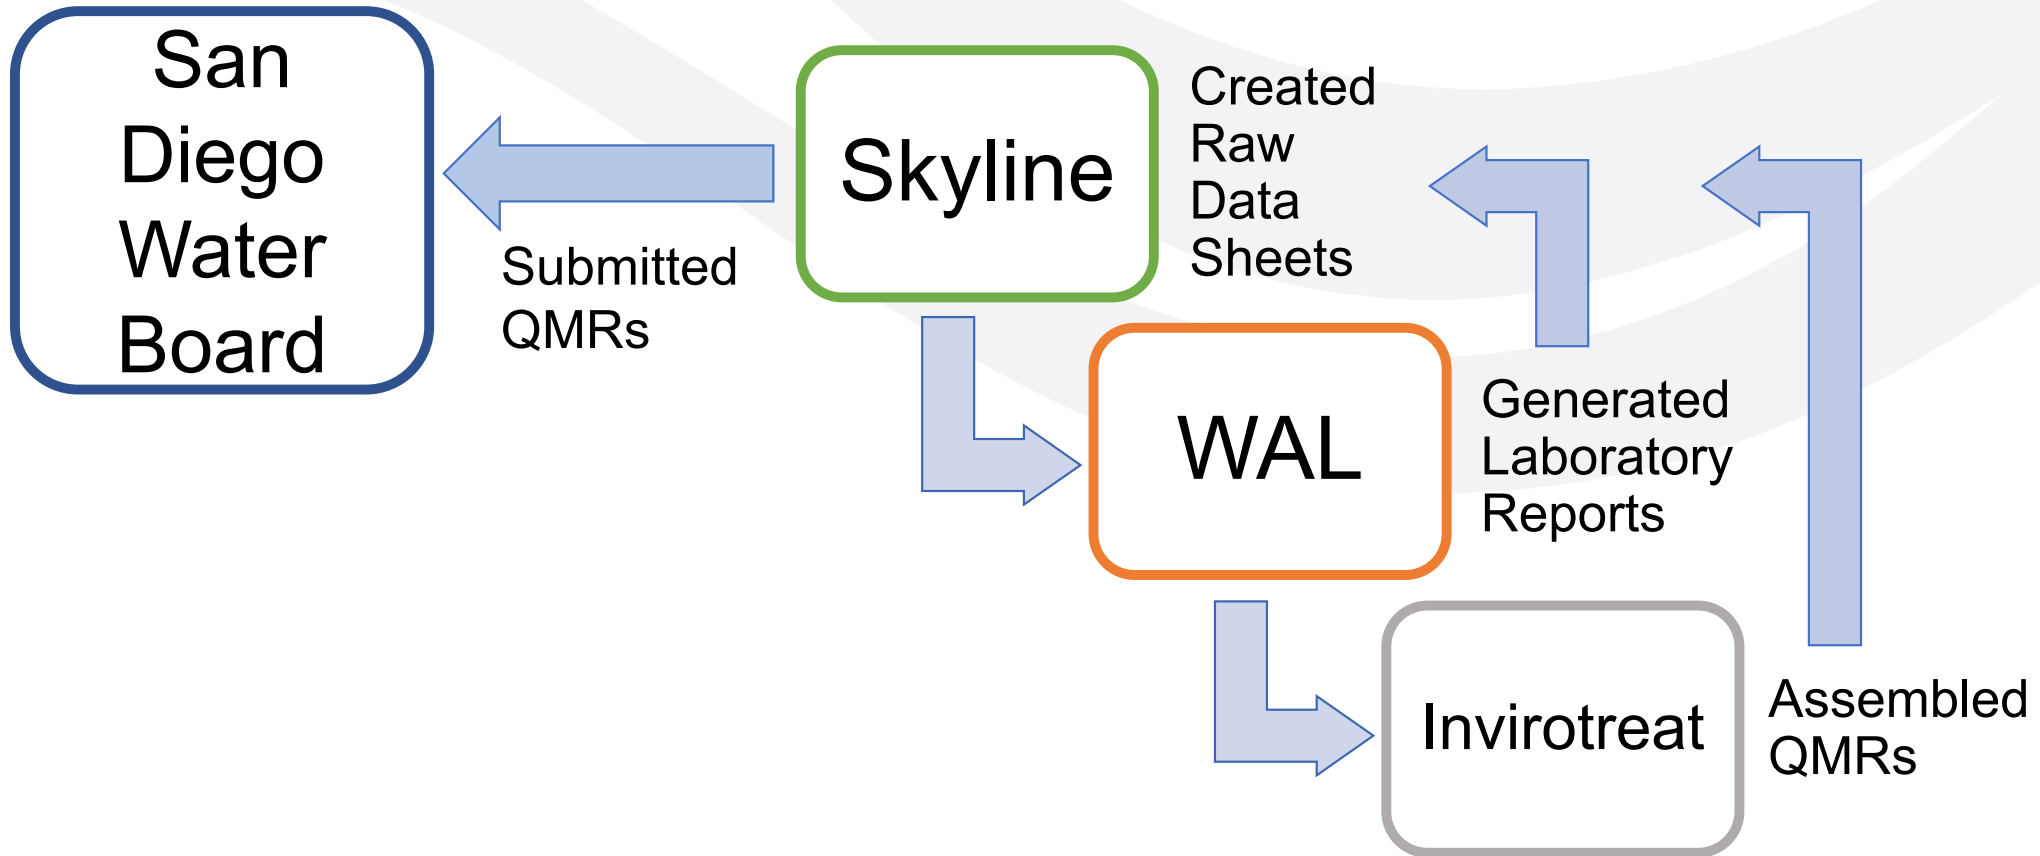 San
Diego
Water
Board
Submitted
QMRs
Skyline
Created
Raw
Data
Sheets
WAL
Generated
Laboratory
Reports
Invirotreat
Assembled
QMRs